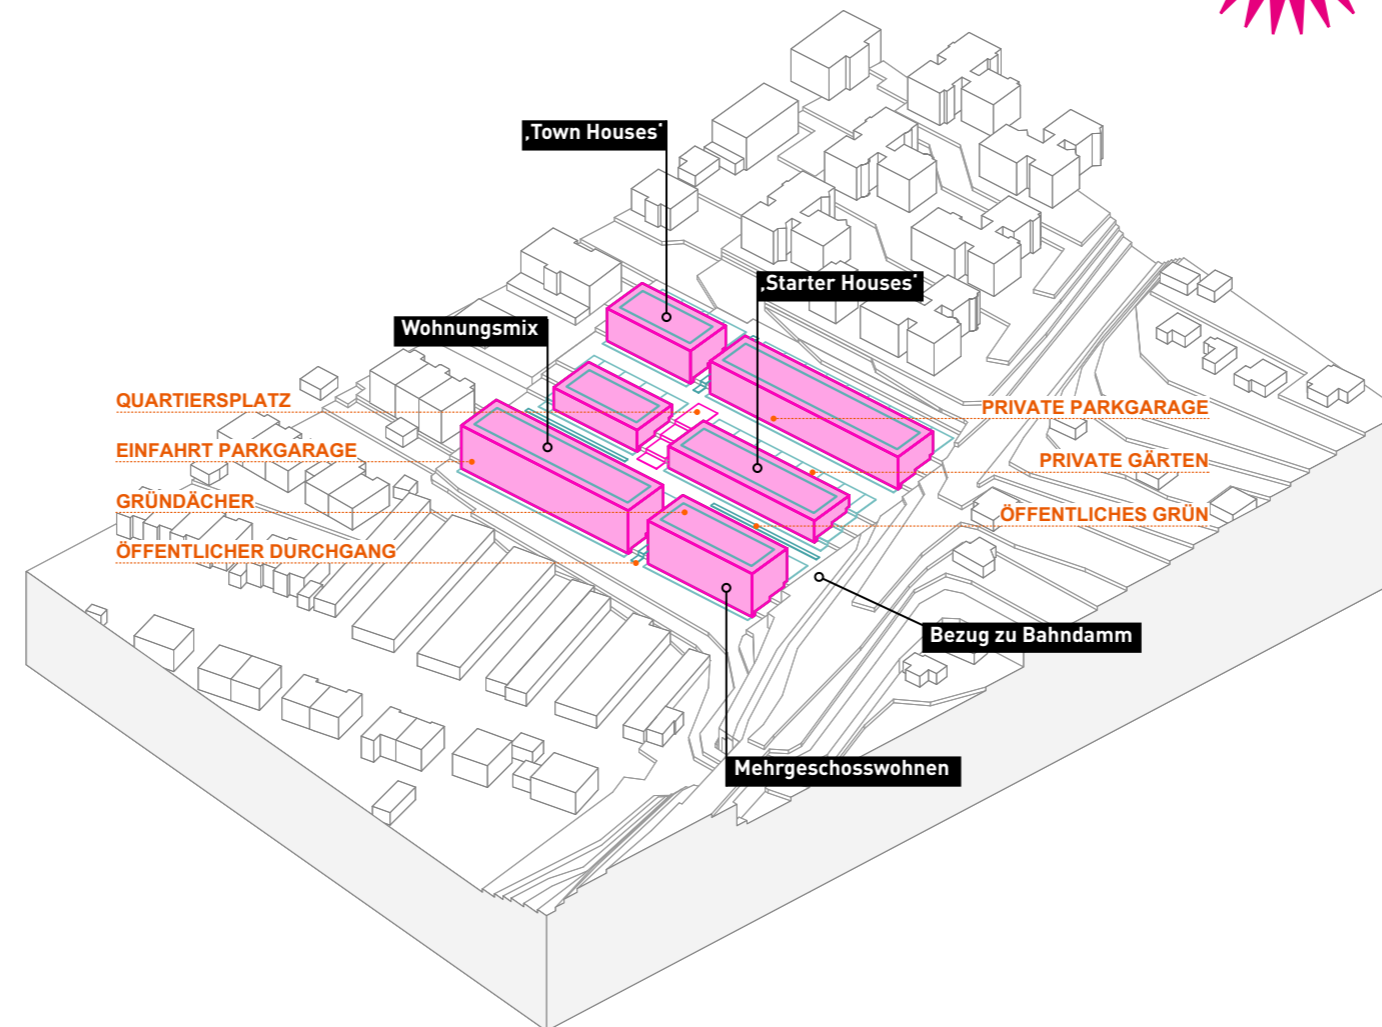 ‚Town Houses‘
‚Starter Houses‘
Wohnungsmix
QUARTIERSPLATZ
PRIVATE PARKGARAGE
EINFAHRT PARKGARAGE
PRIVATE GÄRTEN
GRÜNDÄCHER
ÖFFENTLICHES GRÜN
ÖFFENTLICHER DURCHGANG
Bezug zu Bahndamm
Mehrgeschosswohnen